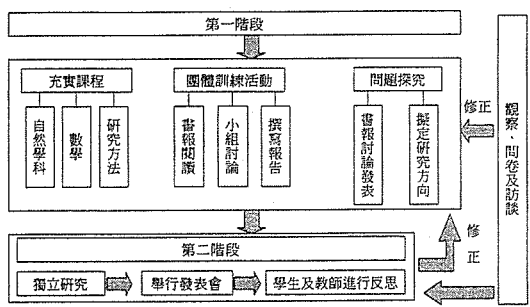 第一階段
充實課程
團體訓練活動
問題探究
自然學科
數學
研究方法
書報閱讀
小組討論
撰寫報告
書報討論發表
擬定研究方向
修正
觀察．問卷及訪談
第二階段
獨立研究
舉行發表會
學生及教師進行反思
修正